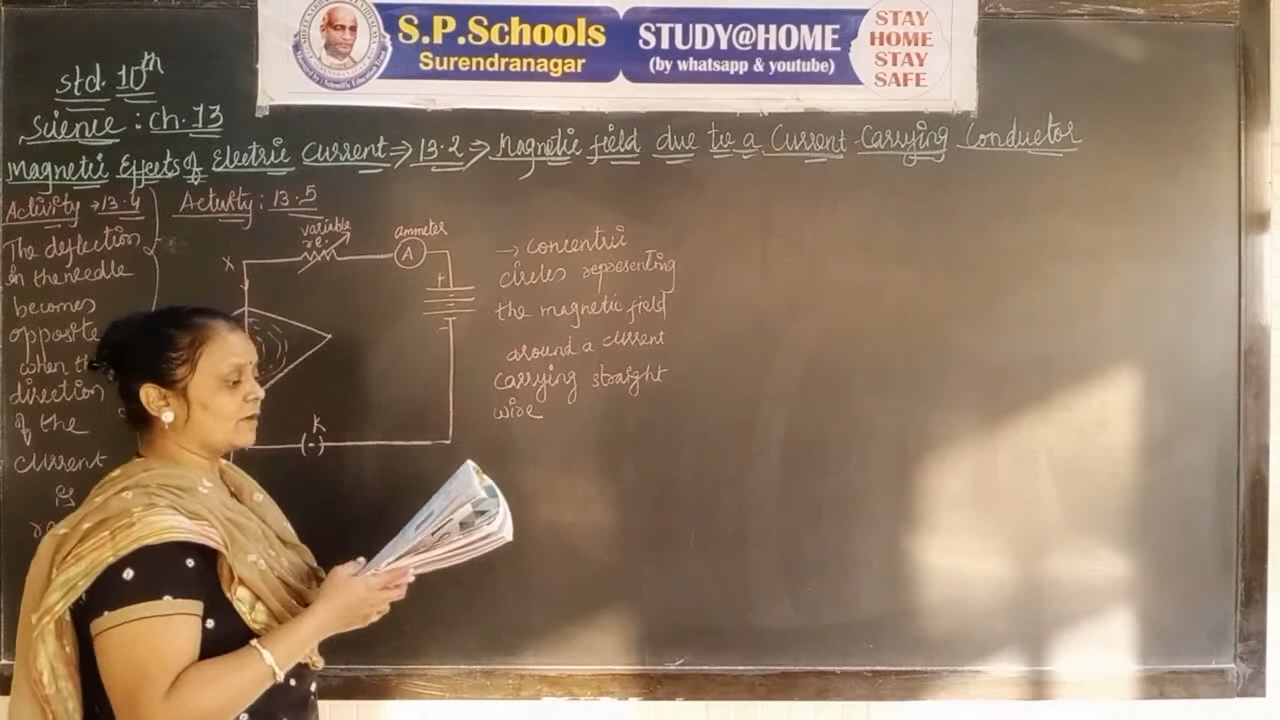 S.P.Schools
Surendranagar
STUDY@HOME
(by whatsapp & youtube)
STAY
HOME
STAY
SAFE
std. 10th
Science : Ch. 13
Magnetic Effects of Electric Current => 13.2 => Magnetic field due to a Current-Carrying Conductor
Activity → 13.4
The deflection
in the needle
becomes
opposite
when th
direction
of the
current
is
Activity : 13.5
variable
re.
ammeter
X
A
+
-
K
(·)
→ concentric
circles representing
the magnetic field
around a current
carrying straight
wire